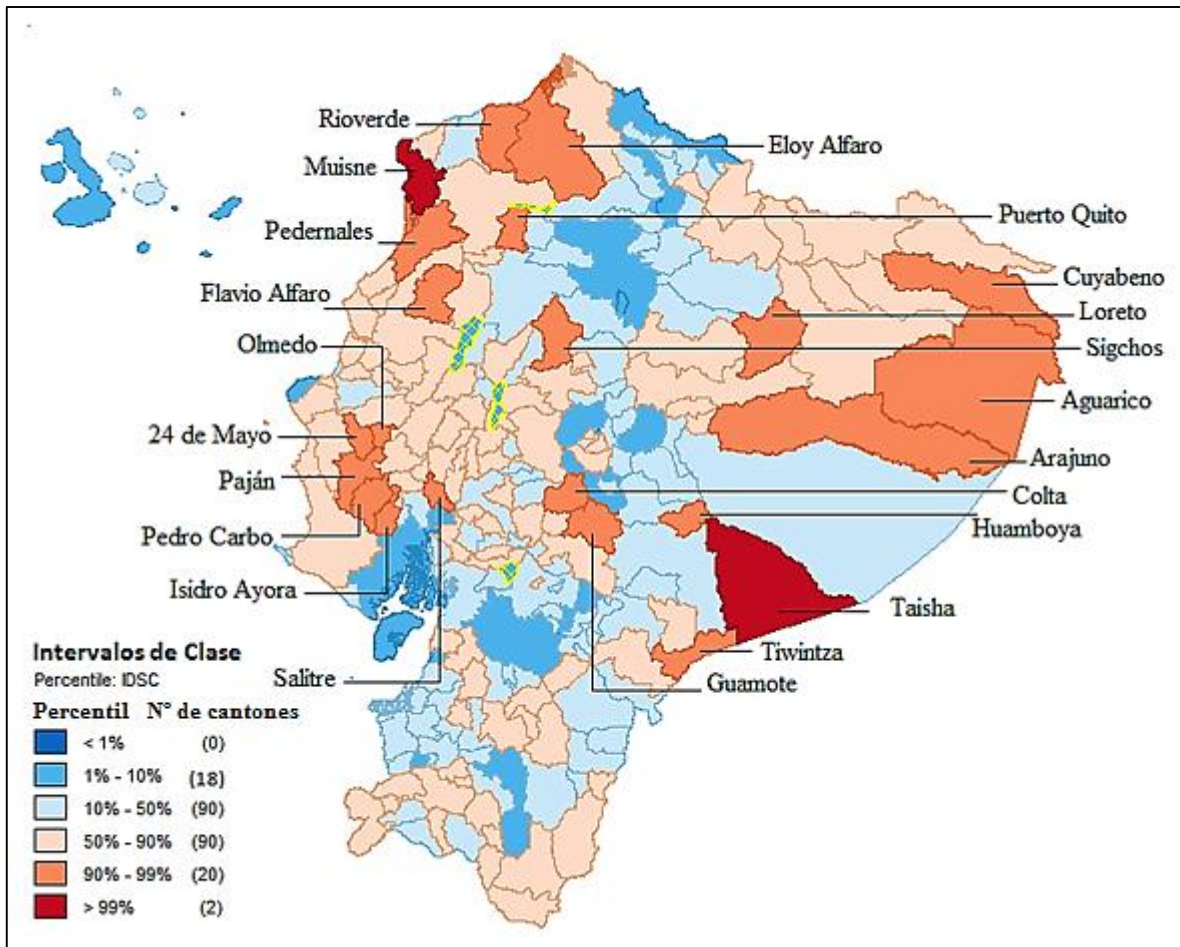 Rioverde
Eloy Alfaro
Muisne
Puerto Quito
Pedernales
Cuyabeno
Flavio Alfaro
Loreto
Olmedo
Sigchos
Aguarico
24 de Mayo
Arajuno
Paján
Colta
Huamboya
Pedro Carbo
Isidro Ayora
Taisha
Tiwintza
Salitre
Guamote
Intervalos de Clase
Percentile: IDSC
Percentil N° de cantones
< 1% (0)
1% - 10% (18)
10% - 50% (90)
50% - 90% (90)
90% - 99% (20)
> 99% (2)